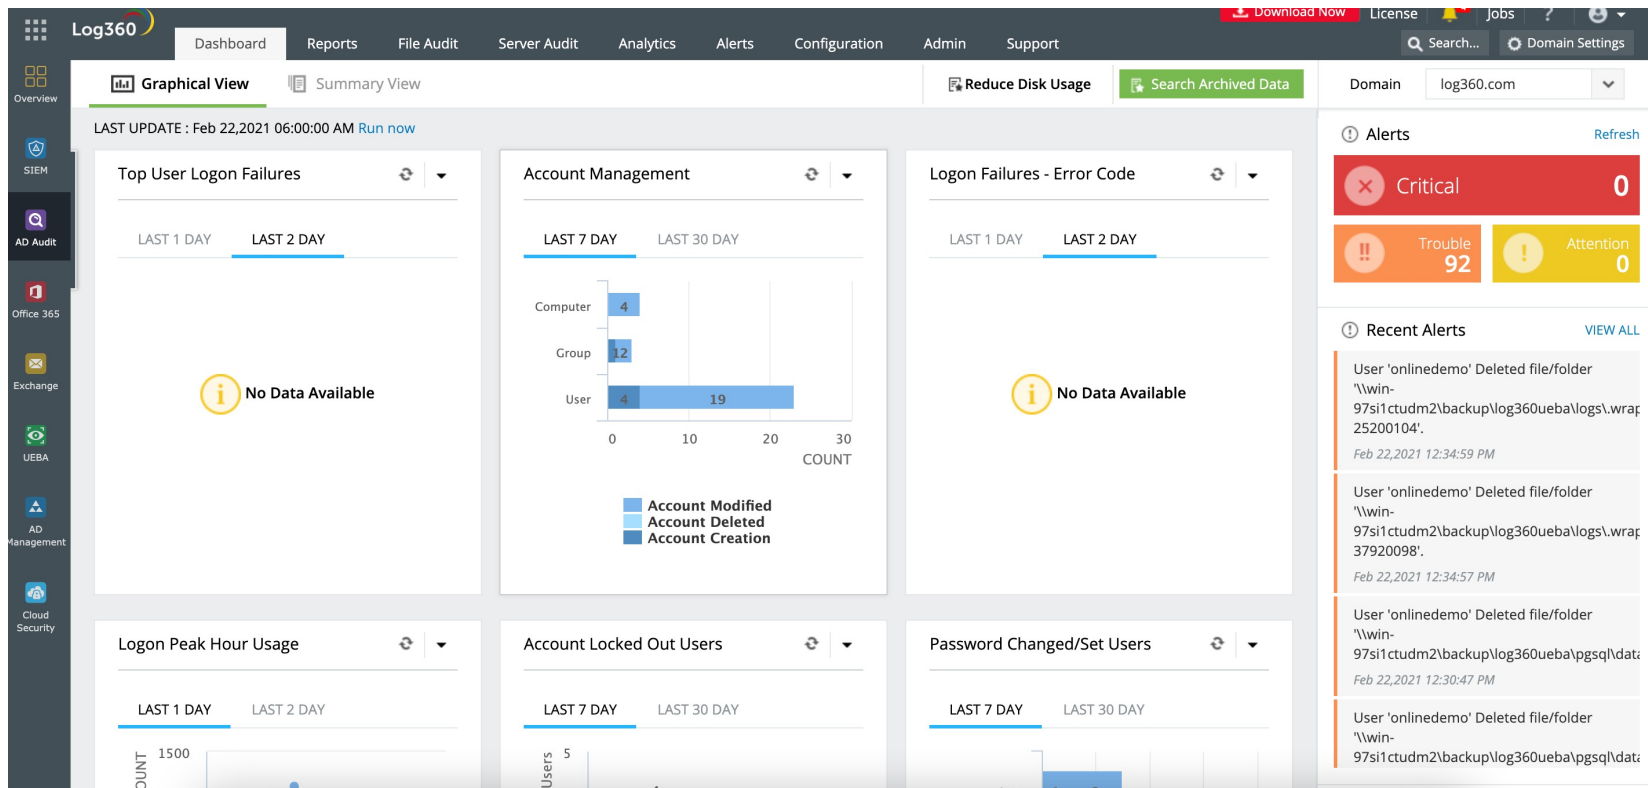 Log360
Download Now
License
Jobs
?
Dashboard
Reports
File Audit
Server Audit
Analytics
Alerts
Configuration
Admin
Support
Search...
Domain Settings
Overview
SIEM
AD Audit
Office 365
Exchange
UEBA
AD
Management
Cloud
Security
Graphical View
Summary View
Reduce Disk Usage
Search Archived Data
LAST UPDATE : Feb 22,2021 06:00:00 AM Run now
Top User Logon Failures
LAST 1 DAY
LAST 2 DAY
No Data Available
Account Management
LAST 7 DAY
LAST 30 DAY
Computer 4
Group 12
User 4 19
0 10 20 30
COUNT
Account Modified
Account Deleted
Account Creation
Logon Failures - Error Code
LAST 1 DAY
LAST 2 DAY
No Data Available
Logon Peak Hour Usage
LAST 1 DAY
LAST 2 DAY
1500
Account Locked Out Users
LAST 7 DAY
LAST 30 DAY
Users
5
Password Changed/Set Users
LAST 7 DAY
LAST 30 DAY
Domain
log360.com
Alerts
Refresh
Critical 0
Trouble
92
Attention
0
Recent Alerts
VIEW ALL
User 'onlinedemo' Deleted file/folder
'\\win-
97si1ctudm2\backup\log360ueba\logs\.wrap
25200104'.
Feb 22,2021 12:34:59 PM
User 'onlinedemo' Deleted file/folder
'\\win-
97si1ctudm2\backup\log360ueba\logs\.wrap
37920098'.
Feb 22,2021 12:34:57 PM
User 'onlinedemo' Deleted file/folder
'\\win-
97si1ctudm2\backup\log360ueba\pgsql\data
Feb 22,2021 12:30:47 PM
User 'onlinedemo' Deleted file/folder
'\\win-
97si1ctudm2\backup\log360ueba\pgsql\data